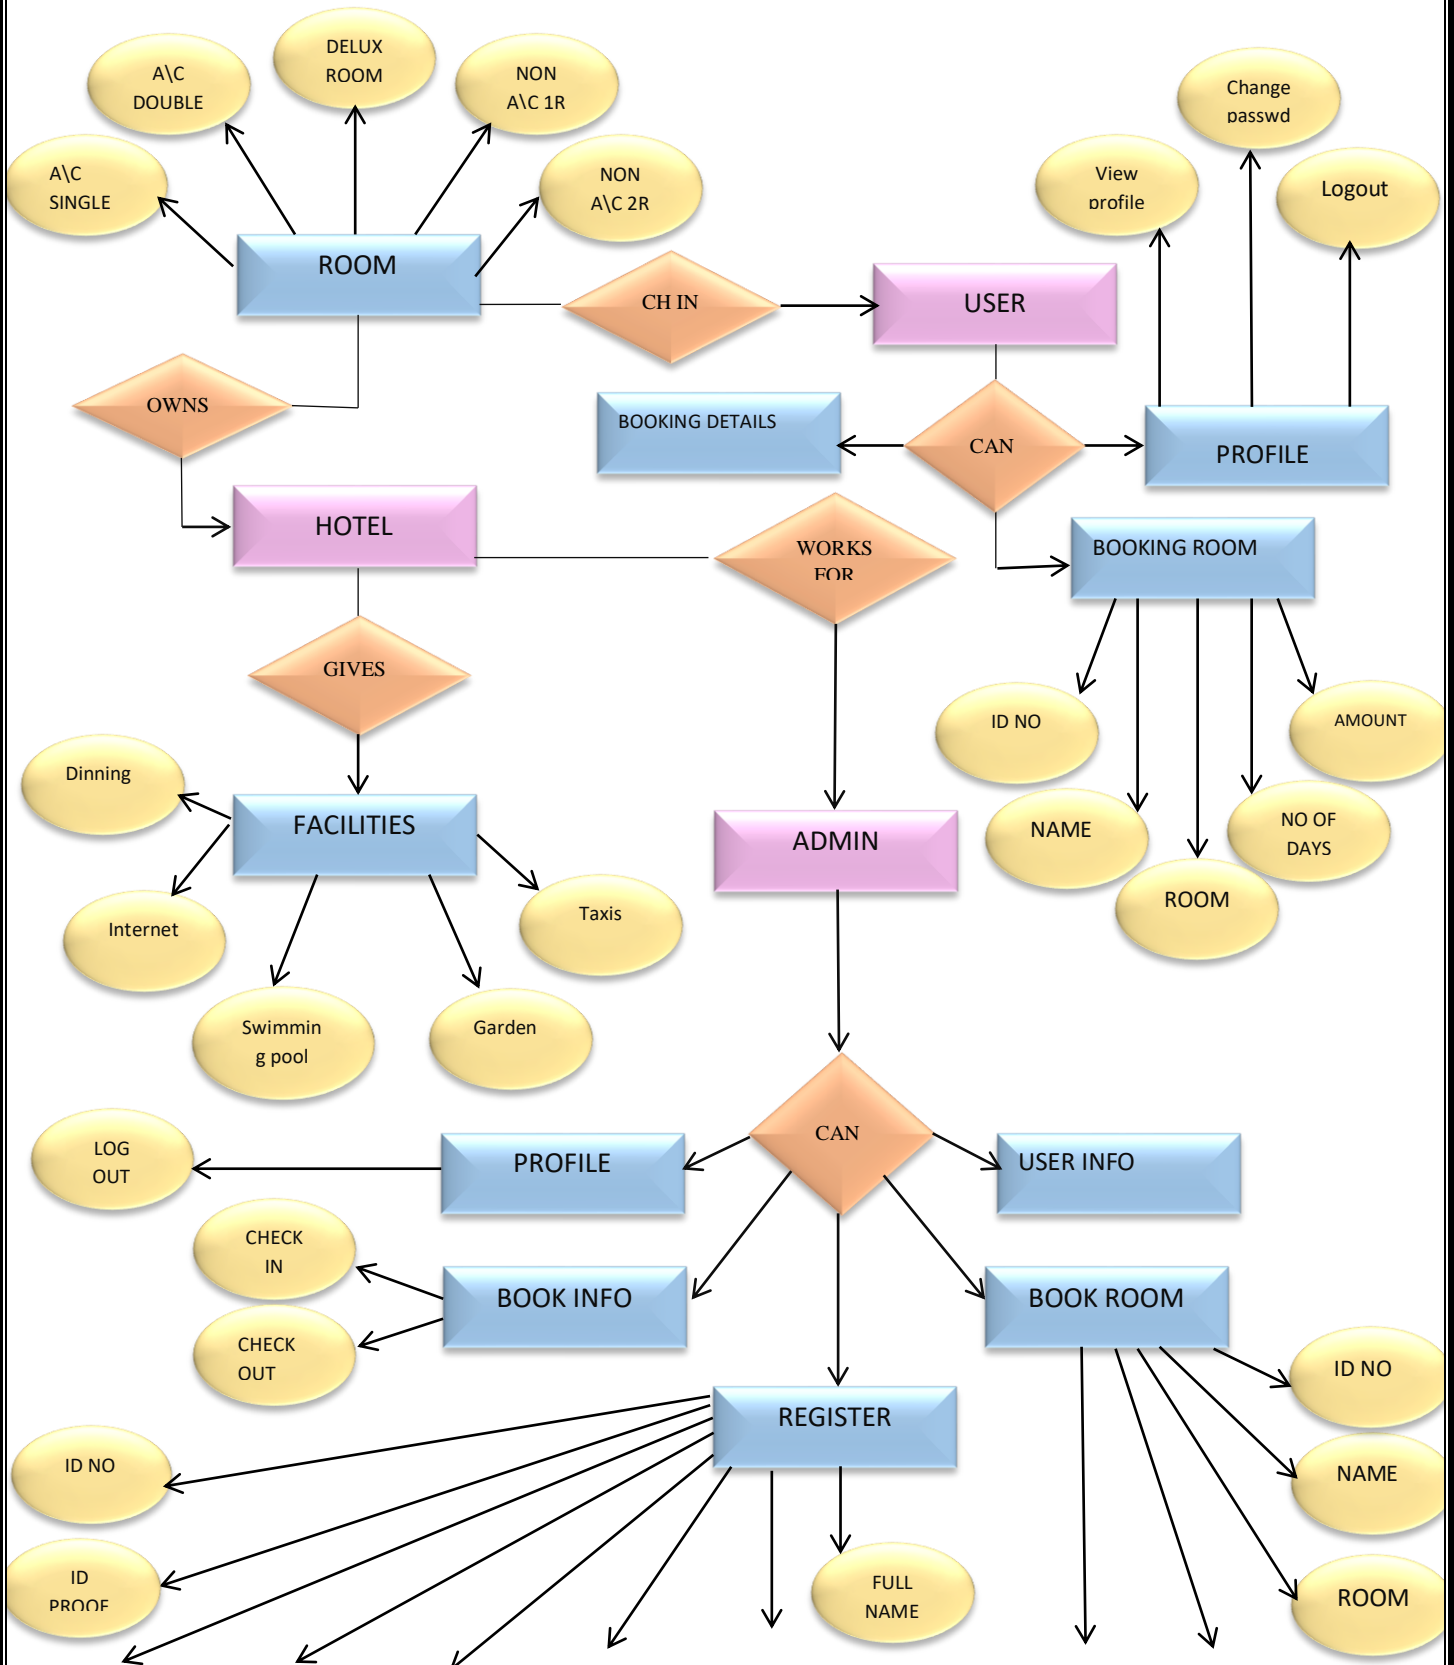 DELUX
ROOM
A\C
DOUBLE
NON
A\C 1R
Change
passwd
A\C
SINGLE
NON
A\C 2R
View
profile
Logout
ROOM
CH IN
USER
OWNS
BOOKING DETAILS
CAN
PROFILE
HOTEL
WORKS
FOR
BOOKING ROOM
GIVES
ID NO
AMOUNT
Dinning
FACILITIES
ADMIN
NAME
NO OF
DAYS
ROOM
Internet
Taxis
Swimmin
g pool
Garden
LOG
OUT
PROFILE
CAN
USER INFO
CHECK
IN
BOOK INFO
BOOK ROOM
CHECK
OUT
ID NO
REGISTER
ID NO
NAME
ID
PROOF
FULL
NAME
ROOM